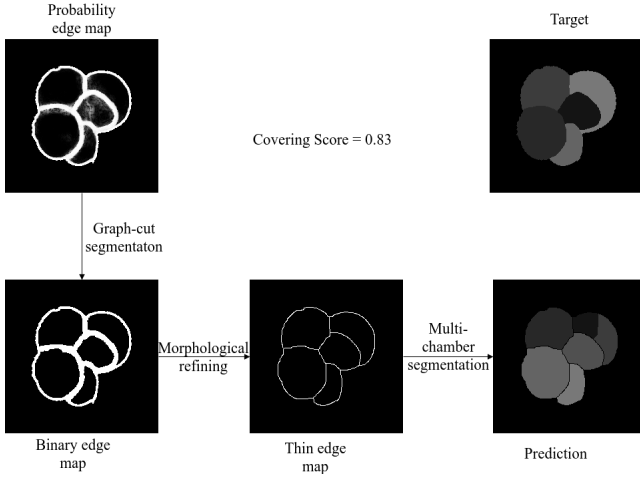 Probability
edge map
Target
Covering Score = 0.83
Graph-cut
segmentaton
Morphological
refining
Multi-
chamber
segmentation
Binary edge
map
Thin edge
map
Prediction